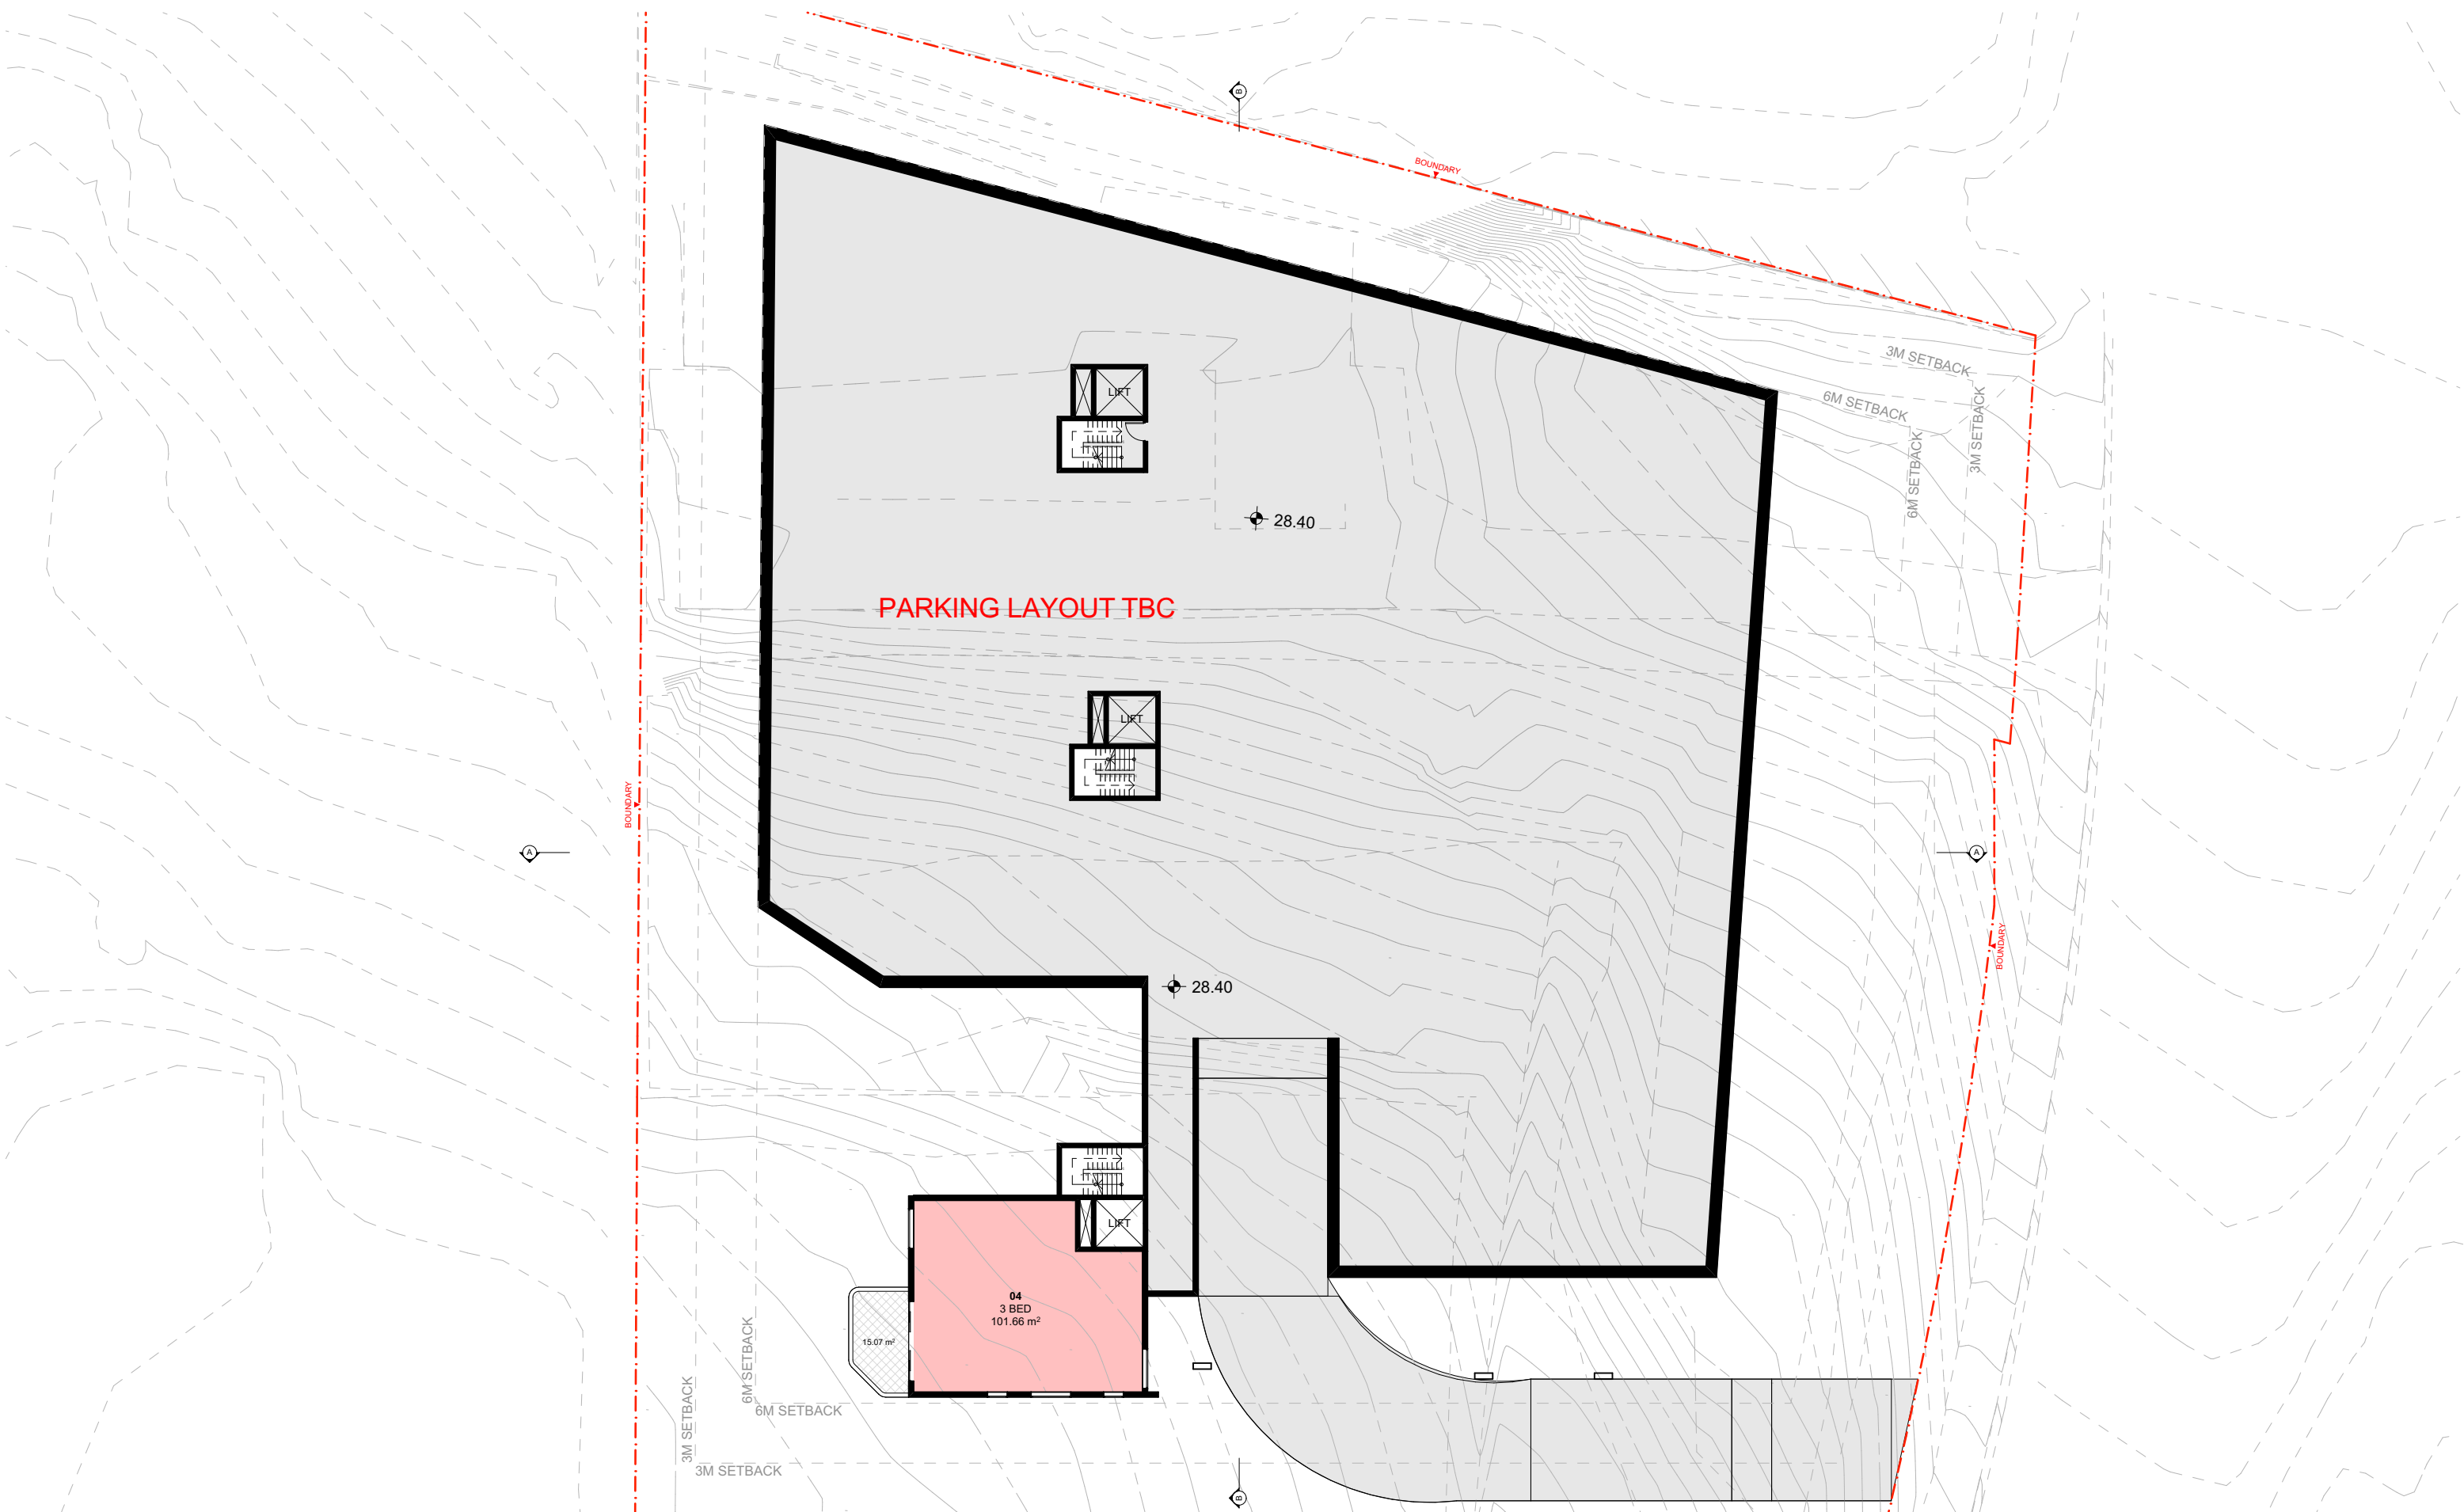 B
BOUNDARY
3M SETBACK
6M SETBACK
3M SETBACK
6M SETBACK
LIFT
28.40
PARKING LAYOUT TBC
LIFT
BOUNDARY
A
A
BOUNDARY
28.40
LIFT
04
3 BED
101.66 m²
15.07 m²
6M SETBACK
6M SETBACK
3M SETBACK
3M SETBACK
B